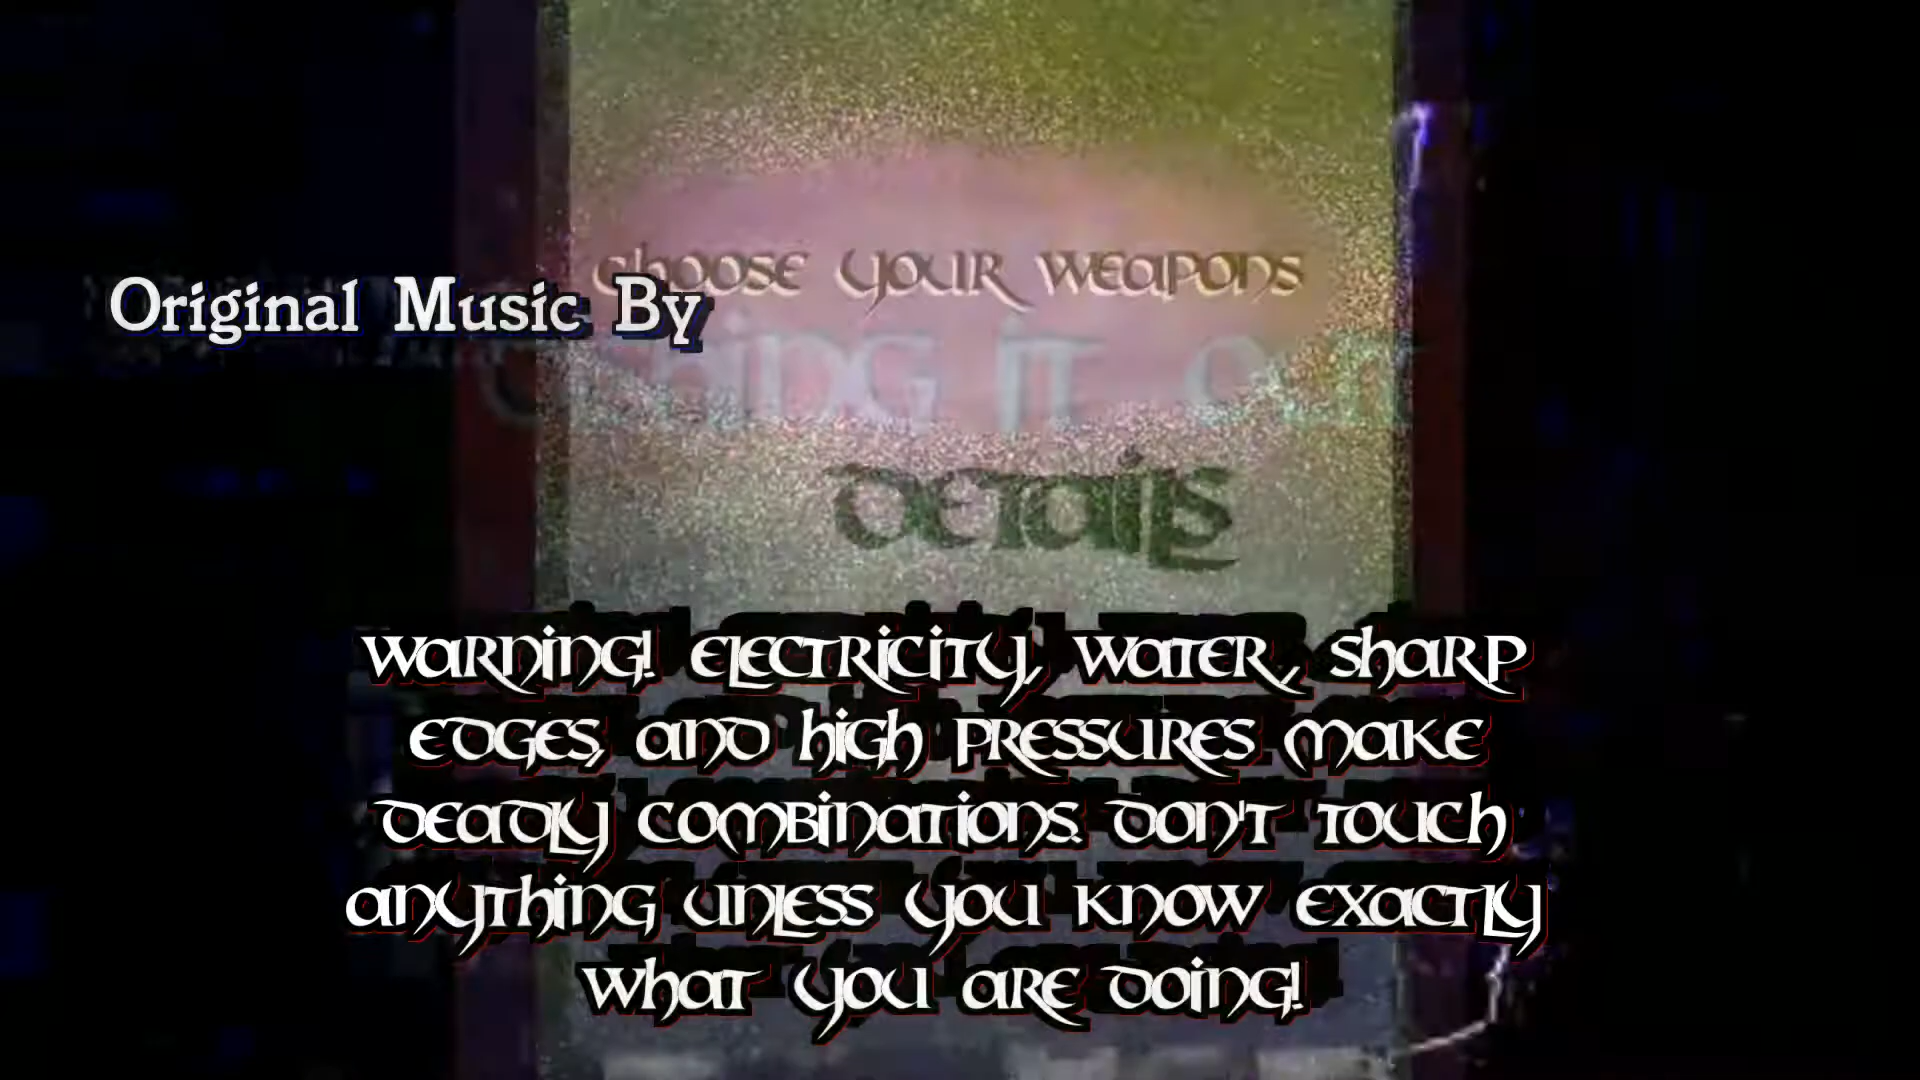 choose your weapons
Original Music By
it
Details
Warning! Electricity, water, sharp
edges, and high pressures make
deadly combinations. Don't touch
anything unless you know exactly
what you are doing!